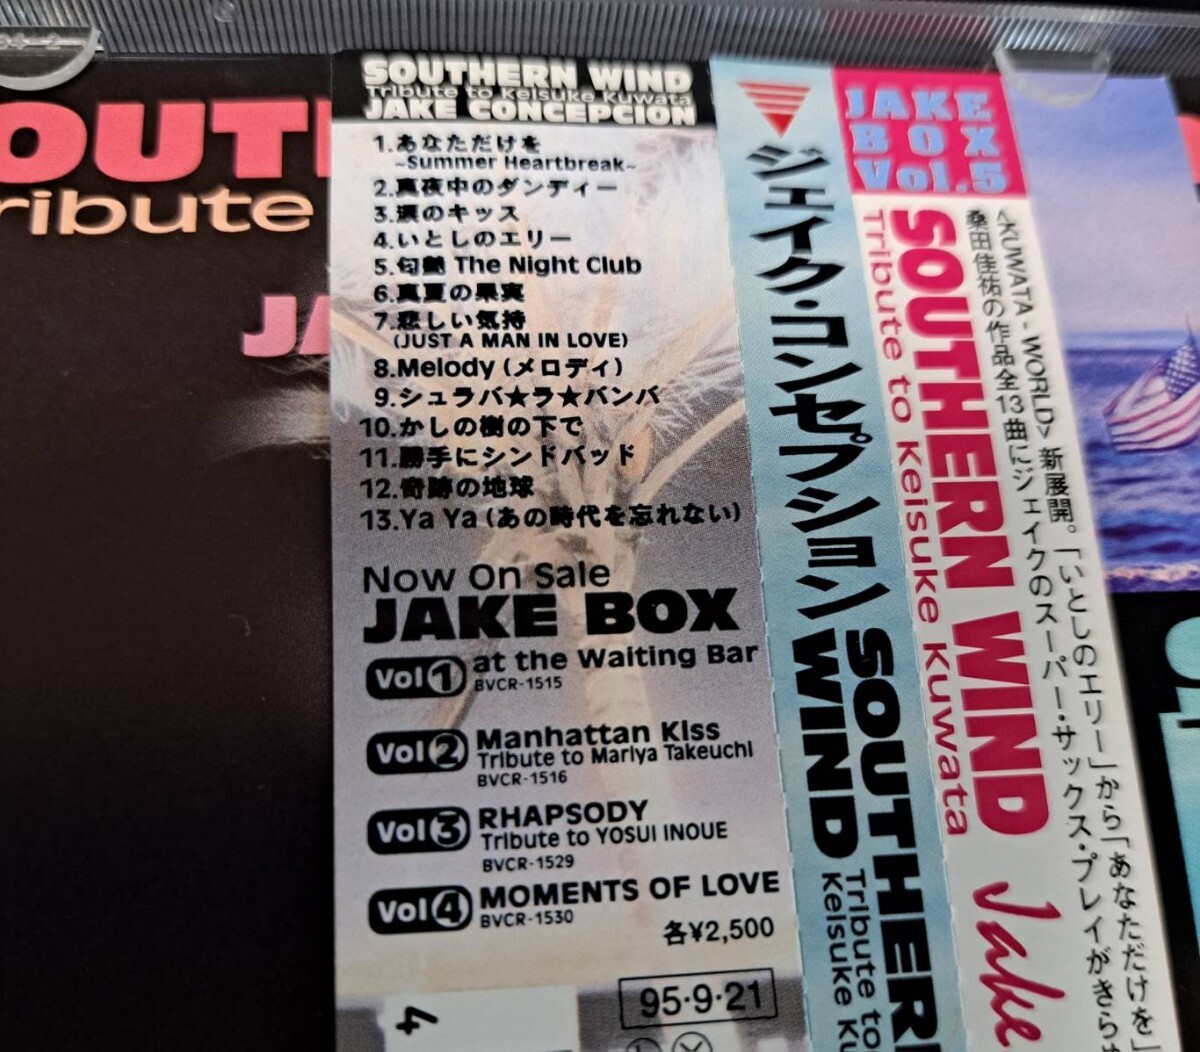 SOUTH
Tribute
JA
SOUTHERN WIND
Tribute to Keisuke Kuwata
JAKE CONCEPCION
1.あなただけを
~Summer Heartbreak~
2.真夜中のダンディー
3.涙のキッス
4.いとしのエリー
5.匂艶 The Night Club
6.真夏の果実
7.悲しい気持
(JUST A MAN IN LOVE)
8.Melody (メロディ)
9.シュラバ★ラ★バンバ
10.かしの樹の下で
11.勝手にシンドバッド
12.奇跡の地球
13.Ya Ya (あの時代を忘れない)
Now On Sale
JAKE BOX
Vol 1 at the Waiting Bar
BVCR-1515
Vol 2 Manhattan Kiss
Tribute to Mariya Takeuchi
BVCR-1516
Vol 3 RHAPSODY
Tribute to YOSUI INOUE
BVCR-1529
Vol 4 MOMENTS OF LOVE
BVCR-1530
各¥2,500
95·9·21
4
ジェイク・コンセプション
SOUTHERN
WIND
Tribute to
Keisuke Ku
JAKE
BOX
Vol.5
SOUTHERN WIND Jake
Tribute to Keisuke Kuwata
<KUWATA-WORLD> 新展開。「いとしのエリー」から「あなただけを」
桑田佳祐の作品全13曲にジェイクのスーパー・サックス・プレイがきらめ